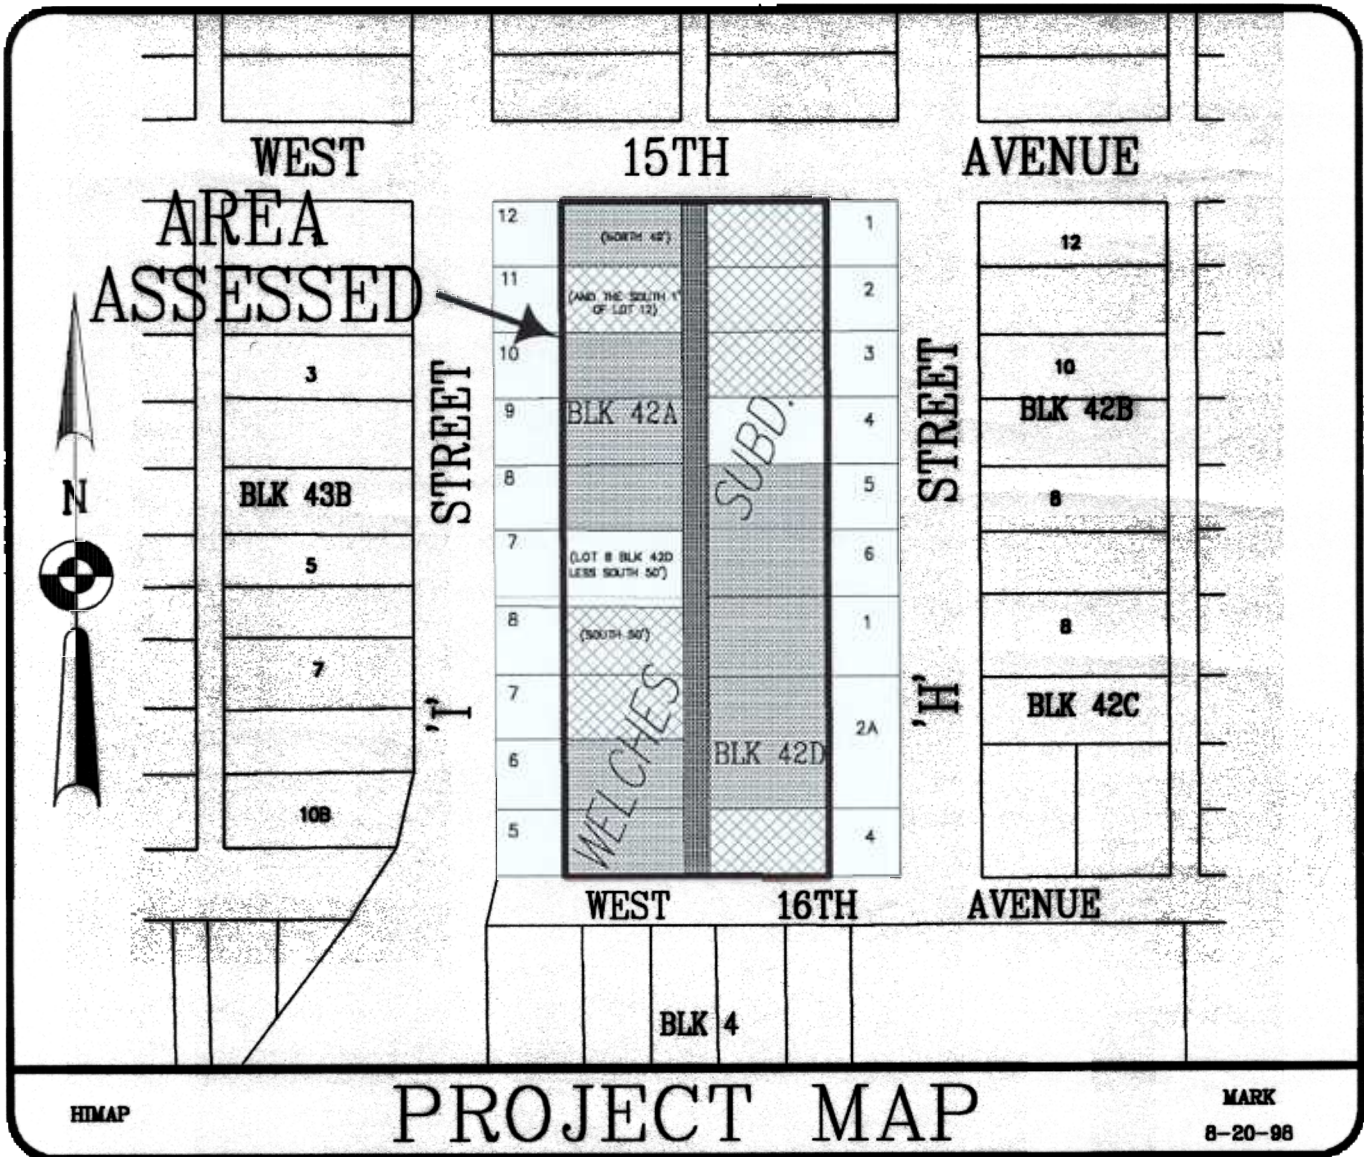 WEST 15TH AVENUE
AREA
ASSESSED
1
3
BLK 43B
5
7
10B
N
STREET
'I'
12
(NORTH 42')
11
(AND THE SOUTH 1'
OF LOT 12)
10
9
BLK 42A
8
7
(LOT 8 BLK 42D
LESS SOUTH 50')
8
(SOUTH 50')
7
6
5
WELCHES
SUBD.
BLK 42D
1
2
3
4
5
6
1
2A
4
STREET
'H'
12
10
BLK 42B
8
8
BLK 42C
WEST 16TH AVENUE
BLK 4
HIMAP
PROJECT MAP
MARK
8-20-98